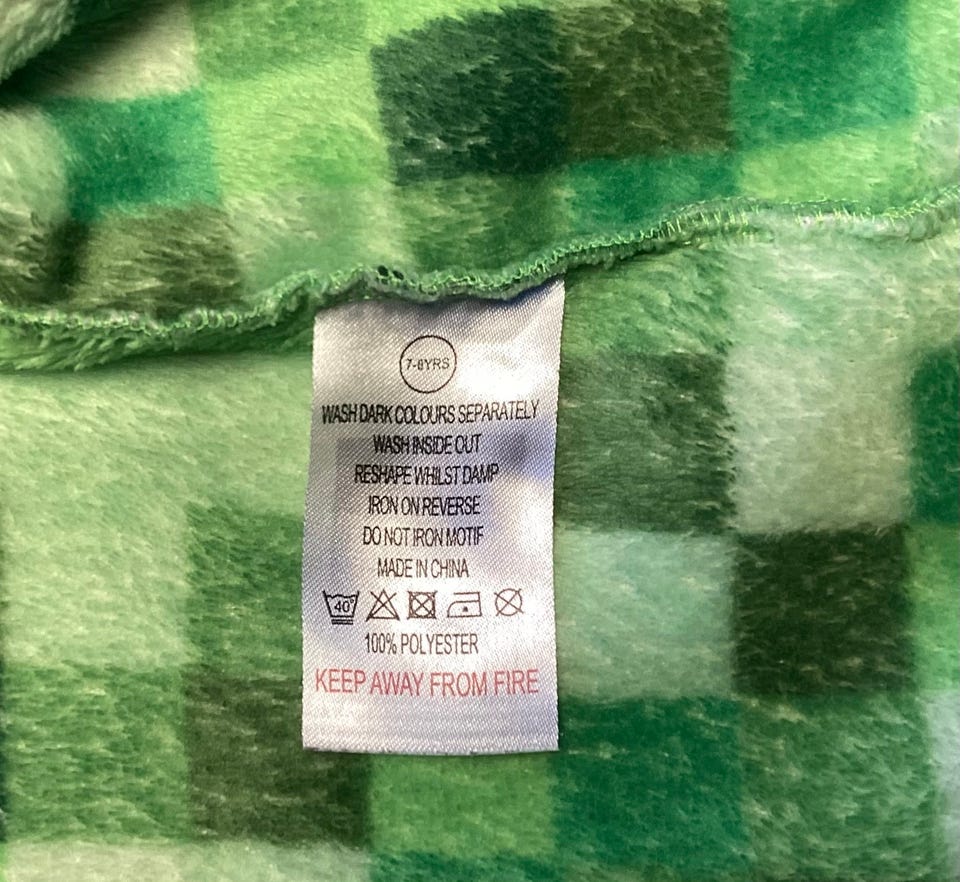 7-8YRS
WASH DARK COLOURS SEPARATELY
WASH INSIDE OUT
RESHAPE WHILST DAMP
IRON ON REVERSE
DO NOT IRON MOTIF
MADE IN CHINA
40°
100% POLYESTER
KEEP AWAY FROM FIRE